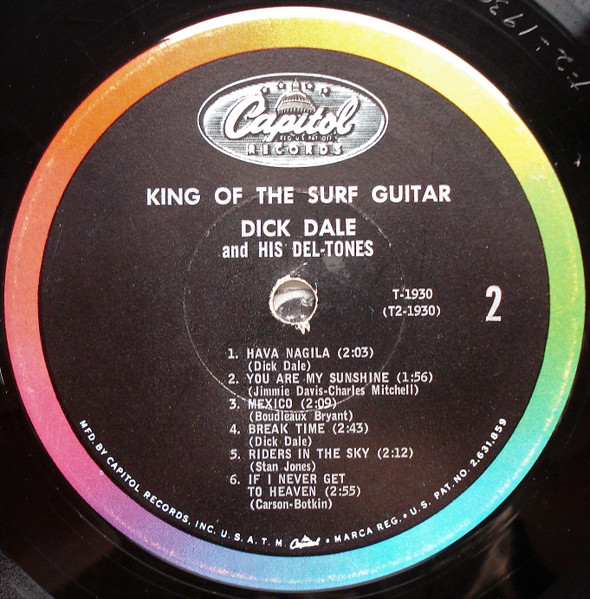 Capitol
REG. U.S. PAT. OFF.
RECORDS
KING OF THE SURF GUITAR
DICK DALE
and HIS DEL-TONES
T-1930
(T2-1930)
2
1. HAVA NAGILA (2:03)
(Dick Dale)
2. YOU ARE MY SUNSHINE (1:56)
(Jimmie Davis-Charles Mitchell)
3. MEXICO (2:09)
(Boudleaux Bryant)
4. BREAK TIME (2:43)
(Dick Dale)
5. RIDERS IN THE SKY (2:12)
(Stan Jones)
6. IF I NEVER GET
TO HEAVEN (2:55)
(Carson-Botkin)
MFD. BY CAPITOL RECORDS, INC. U.S.A. T.M. Capitol • MARCA REG. • U.S. PAT. NO. 2,631,859